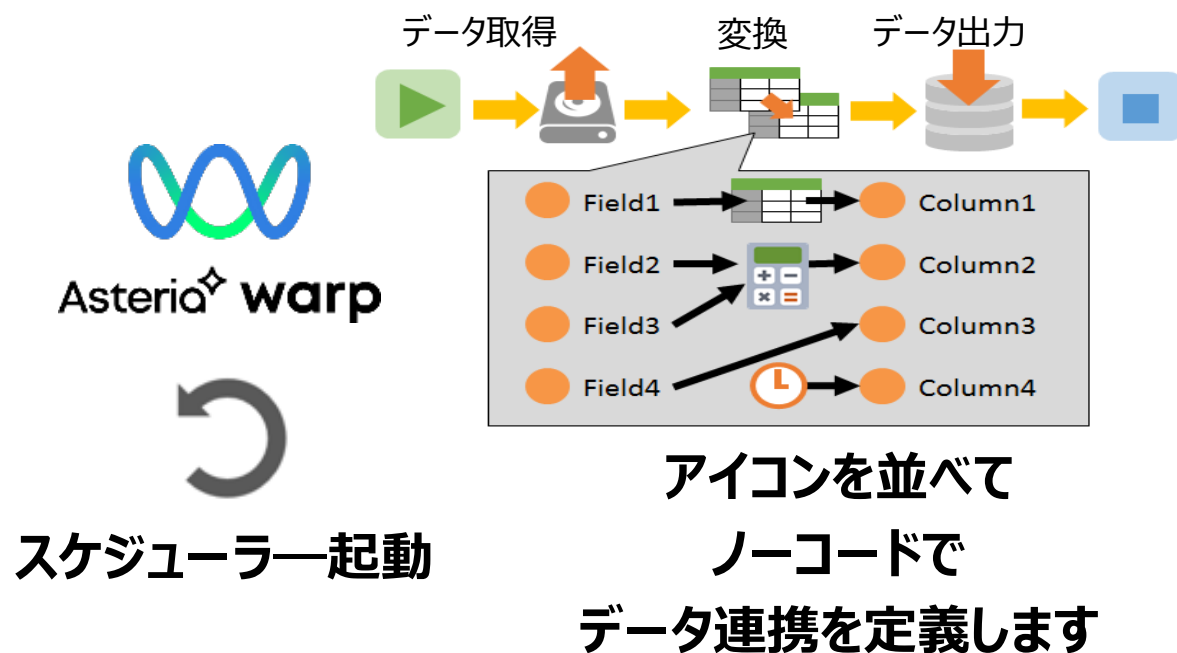 データ取得
変換
データ出力
Asteria warp
Field1
Column1
Field2
Column2
Field3
Column3
Field4
Column4
スケジューラ―起動
アイコンを並べて
ノーコードで
データ連携を定義します